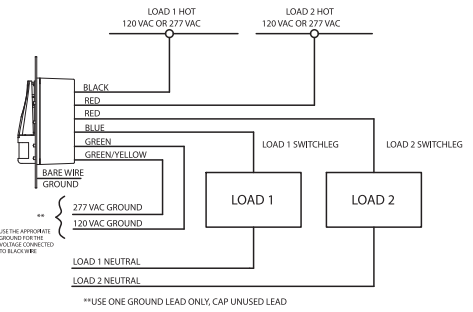 LOAD 1 HOT
120 VAC OR 277 VAC
LOAD 2 HOT
120 VAC OR 277 VAC
BLACK
RED
RED
BLUE
GREEN
GREEN/YELLOW
LOAD 1 SWITCHLEG
LOAD 2 SWITCHLEG
BARE WIRE
GROUND
LOAD 1
LOAD 2
**
277 VAC GROUND
120 VAC GROUND
USE THE APPROPIATE
GROUND FOR THE
VOLTAGE CONNECTED
TO BLACK WIRE
LOAD 1 NEUTRAL
LOAD 2 NEUTRAL
**USE ONE GROUND LEAD ONLY, CAP UNUSED LEAD